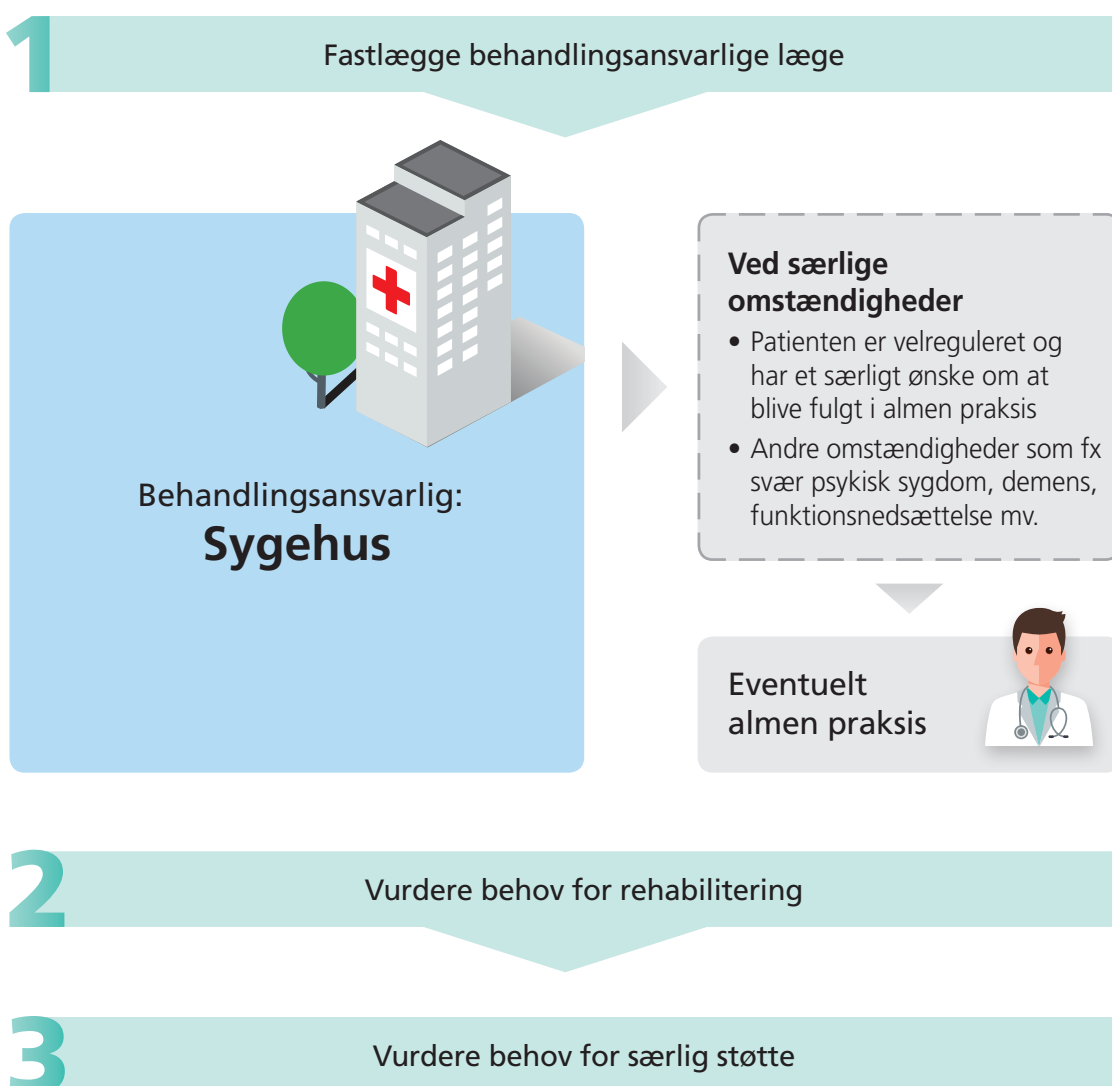 1
Fastlægge behandlingsansvarlige læge
Behandlingsansvarlig:
Sygehus
Ved særlige
omstændigheder
• Patienten er velreguleret og
har et særligt ønske om at
blive fulgt i almen praksis
• Andre omstændigheder som fx
svær psykisk sygdom, demens,
funktionsnedsættelse mv.
Eventuelt
almen praksis
2
Vurdere behov for rehabilitering
3
Vurdere behov for særlig støtte